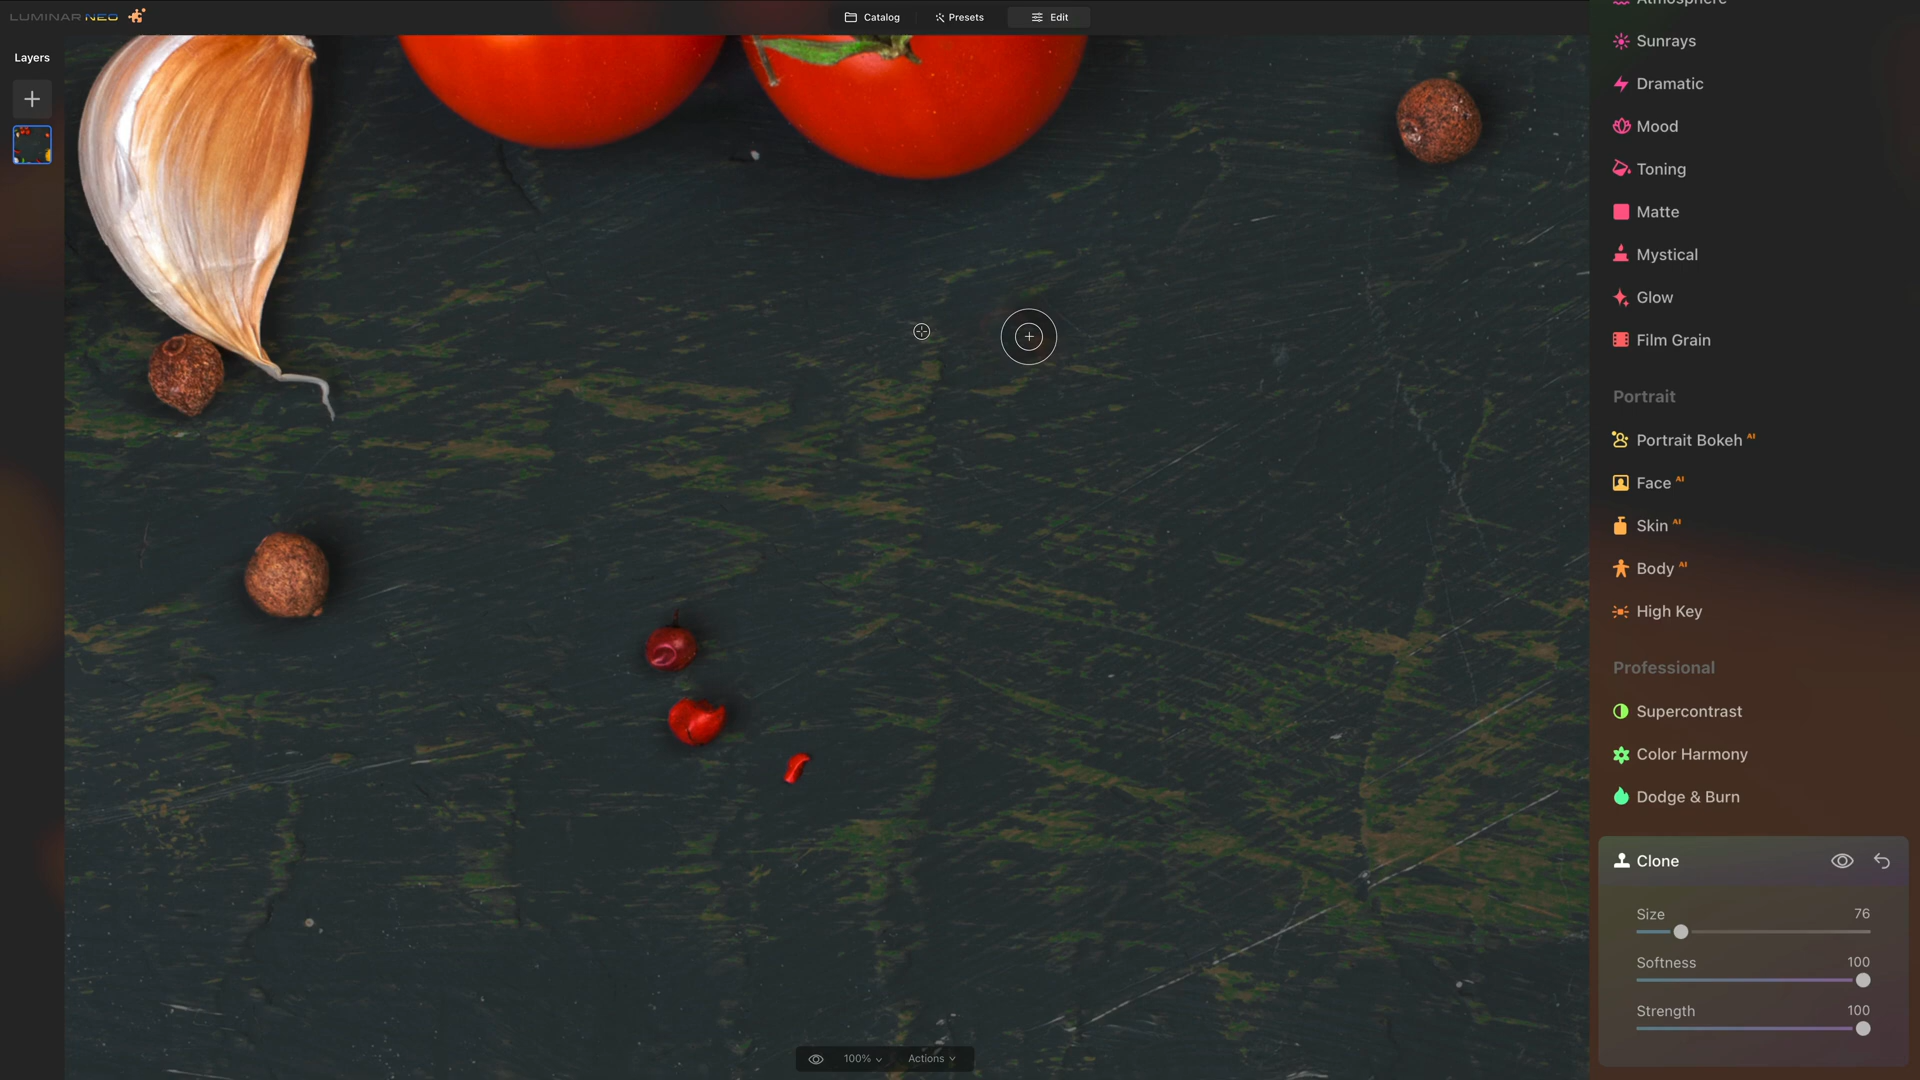 LUMINAR NEO
Catalog
Presets
Edit
Layers
Atmosphere
Sunrays
Dramatic
Mood
Toning
Matte
Mystical
Glow
Film Grain
Portrait
Portrait Bokeh AI
Face AI
Skin AI
Body AI
High Key
Professional
Supercontrast
Color Harmony
Dodge & Burn
Clone
Size 76
Softness 100
Strength 100
100%
Actions